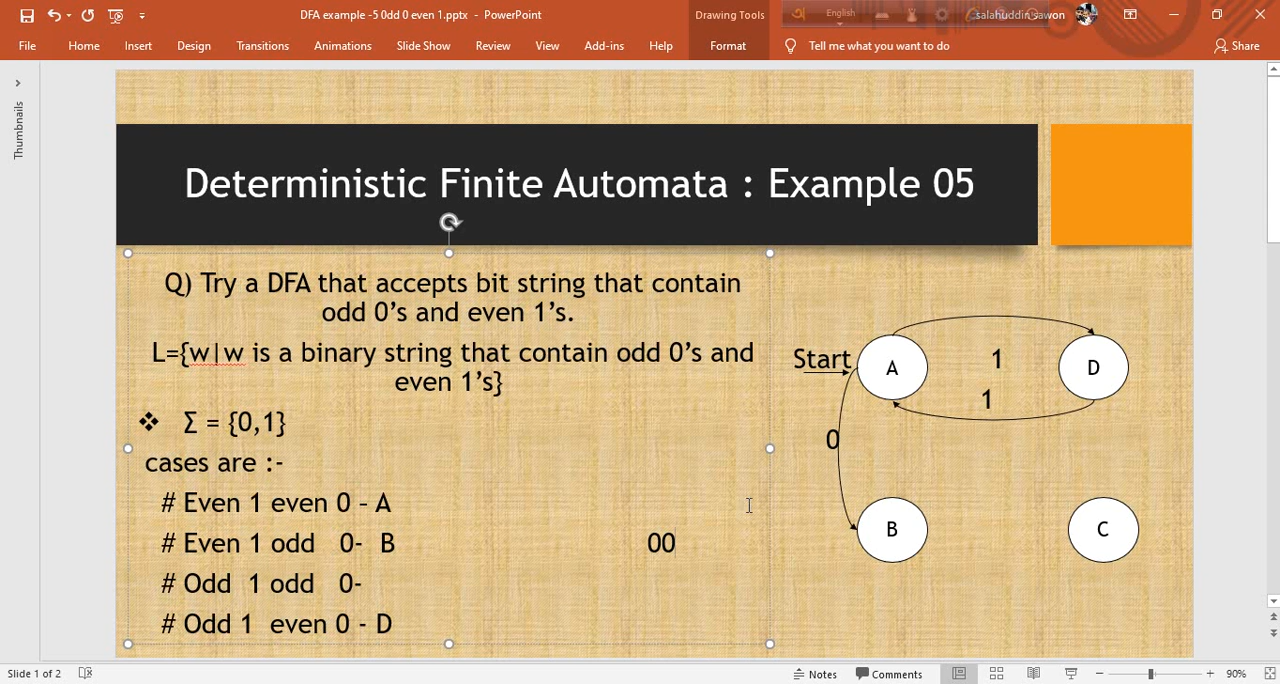 DFA example -5 0dd 0 even 1.pptx - PowerPoint
Drawing Tools
English
salahuddin sawon
File Home Insert Design Transitions Animations Slide Show Review View Add-ins Help Format Tell me what you want to do Share
Thumbnails
Deterministic Finite Automata : Example 05
Q) Try a DFA that accepts bit string that contain
odd 0’s and even 1’s.
L={w|w is a binary string that contain odd 0’s and
even 1’s}
❖ Σ = {0,1}
cases are :-
# Even 1 even 0 – A
# Even 1 odd 0- B 00
# Odd 1 odd 0-
# Odd 1 even 0 - D
Start
A
1
D
1
0
B
C
Slide 1 of 2
Notes
Comments
90%